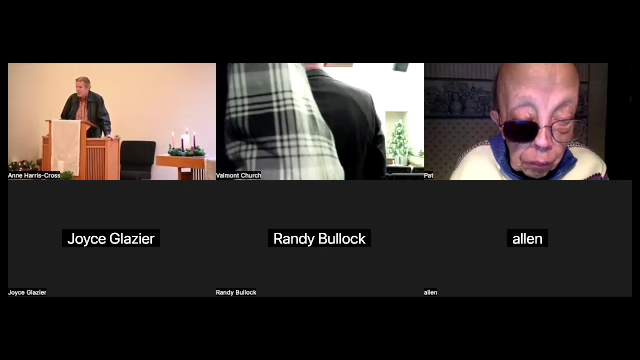 Anne Harris-Cross
Valmont Church
Pat
Joyce Glazier
Randy Bullock
allen
Joyce Glazier
Randy Bullock
allen